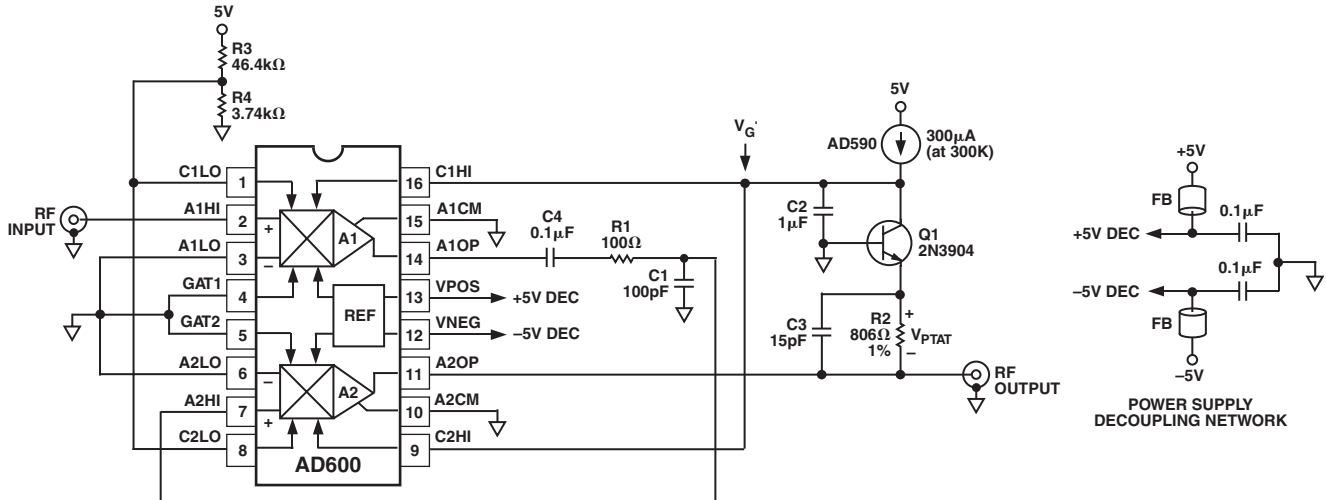 5V
R3
46.4kΩ
R4
3.74kΩ
C1LO
1
A1HI
2
RF
INPUT
A1LO
3
GAT1
4
GAT2
5
A2LO
6
A2HI
7
C2LO
8
+
–
A1
REF
–
+
A2
AD600
16
C1HI
15
A1CM
14
A1OP
13
VPOS
12
VNEG
11
A2OP
10
A2CM
9
C2HI
+5V DEC
–5V DEC
C4
0.1μF
R1
100Ω
C1
100pF
VG'
5V
AD590
300μA
(at 300K)
C2
1μF
Q1
2N3904
C3
15pF
R2
806Ω
1%
+
VPTAT
–
RF
OUTPUT
+5V
FB
0.1μF
+5V DEC
0.1μF
–5V DEC
FB
–5V
POWER SUPPLY
DECOUPLING NETWORK